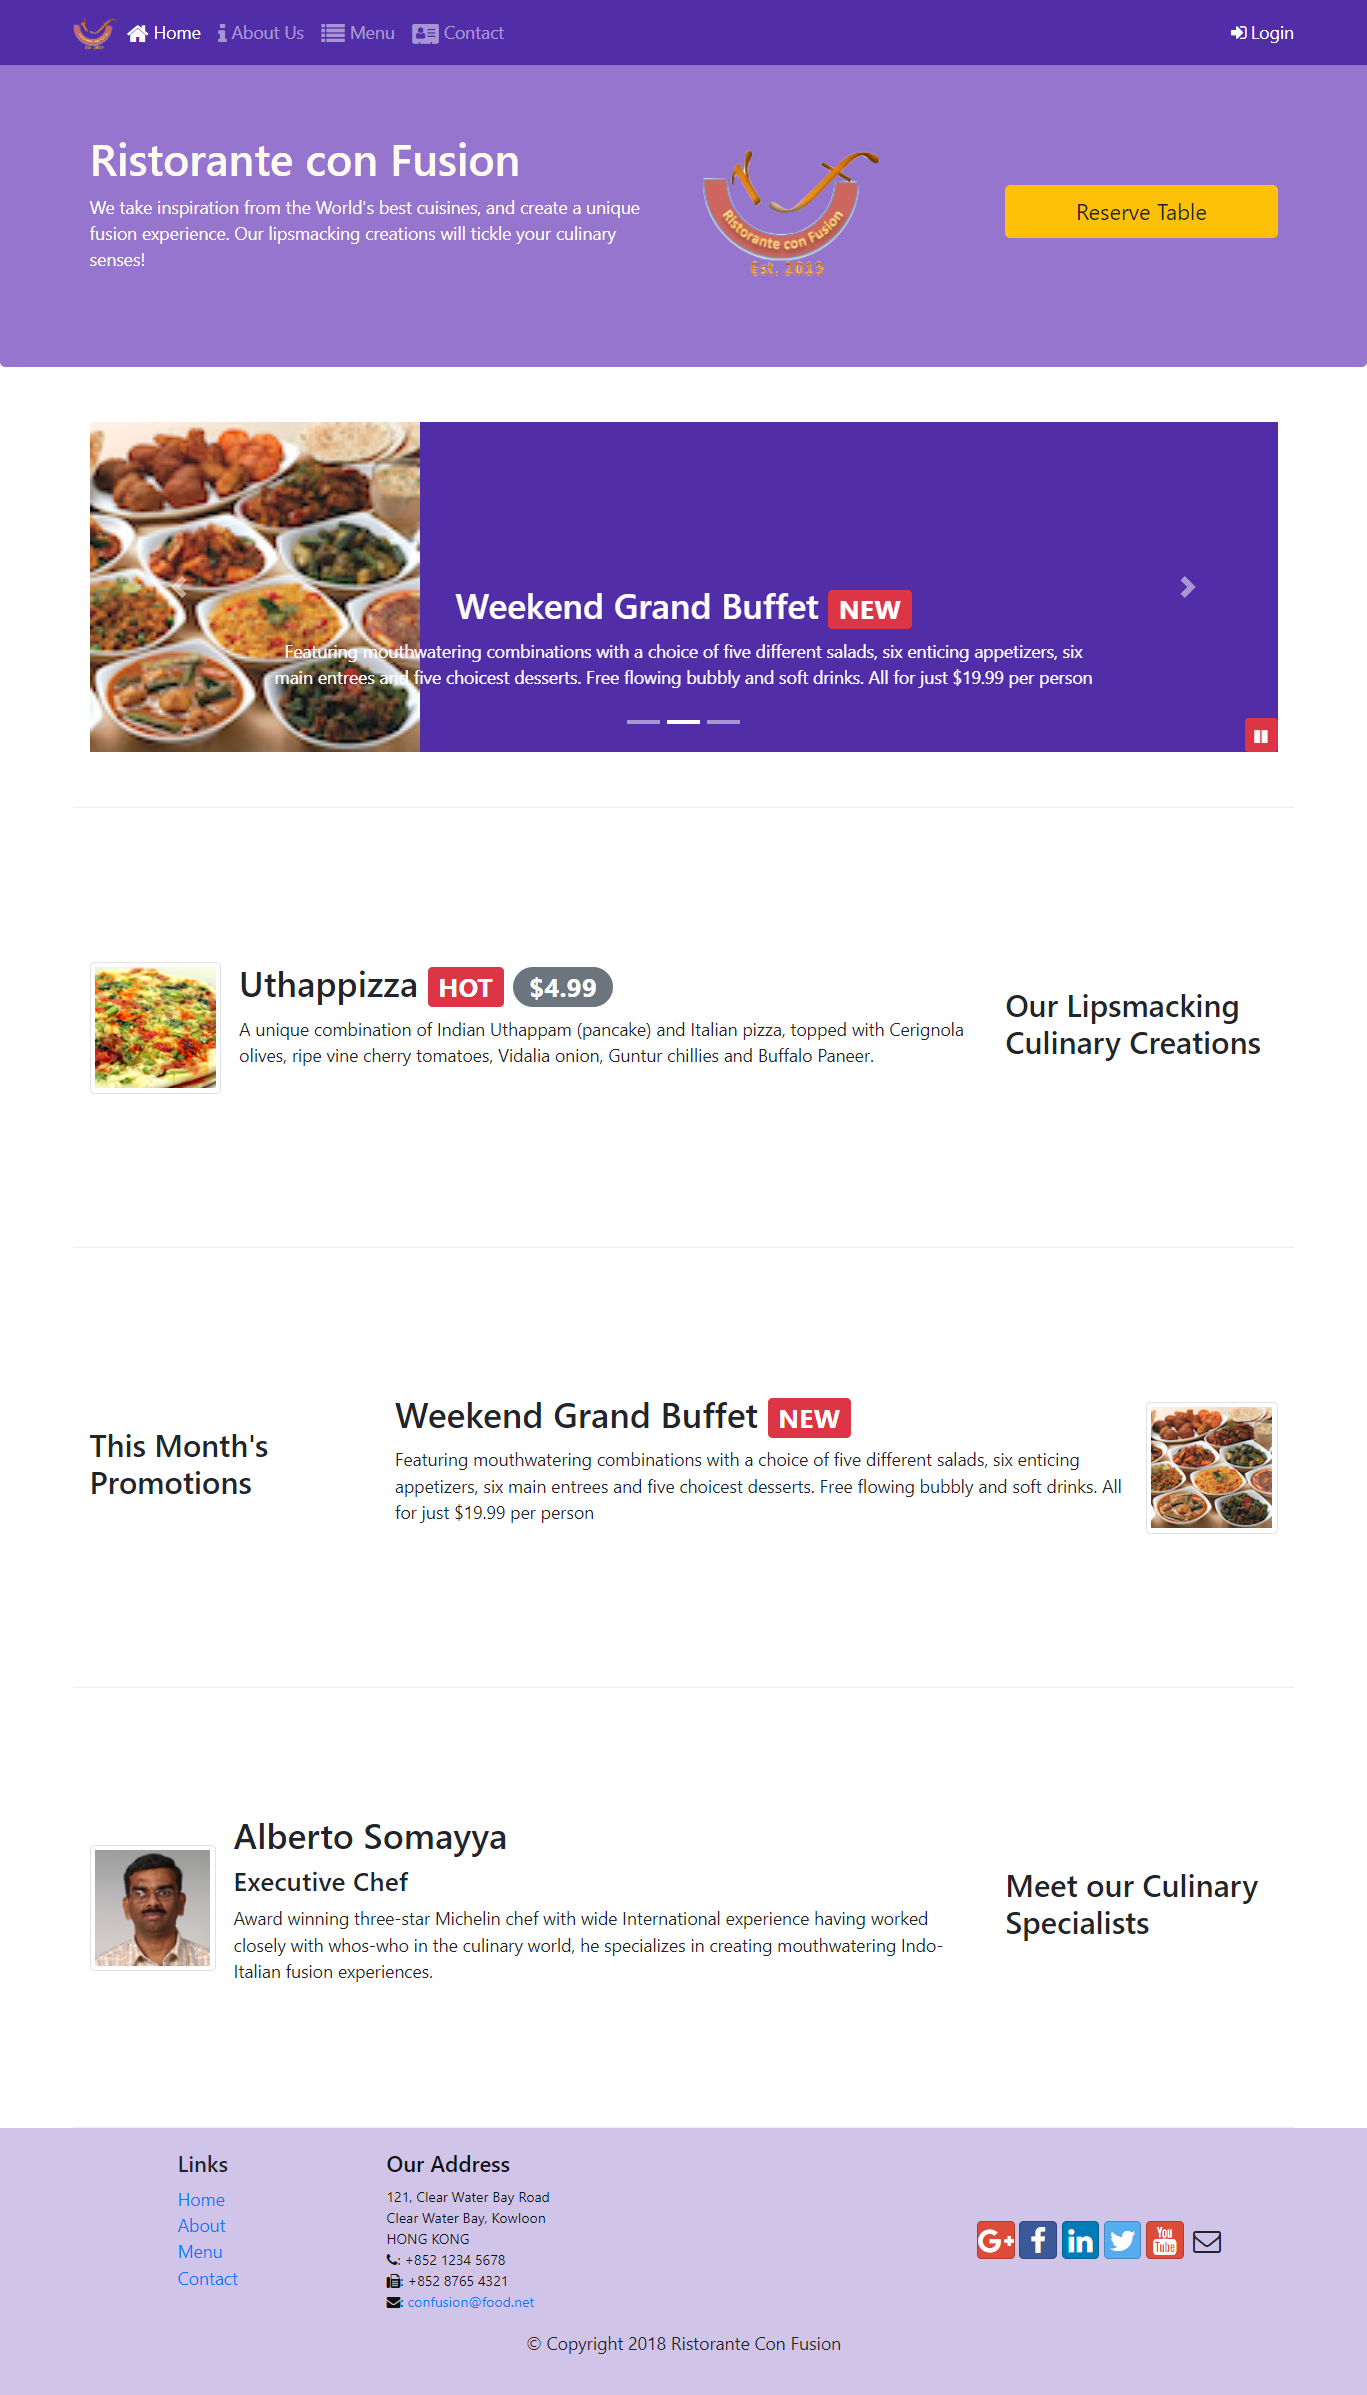 Home About Us Menu Contact Login
Ristorante con Fusion
We take inspiration from the World's best cuisines, and create a unique
fusion experience. Our lipsmacking creations will tickle your culinary
senses!
Ristorante con Fusion
Est. 2013
Reserve Table
Weekend Grand Buffet NEW
Featuring mouthwatering combinations with a choice of five different salads, six enticing appetizers, six
main entrees and five choicest desserts. Free flowing bubbly and soft drinks. All for just $19.99 per person
Uthappizza HOT $4.99
A unique combination of Indian Uthappam (pancake) and Italian pizza, topped with Cerignola
olives, ripe vine cherry tomatoes, Vidalia onion, Guntur chillies and Buffalo Paneer.
Our Lipsmacking
Culinary Creations
This Month's
Promotions
Weekend Grand Buffet NEW
Featuring mouthwatering combinations with a choice of five different salads, six enticing
appetizers, six main entrees and five choicest desserts. Free flowing bubbly and soft drinks. All
for just $19.99 per person
Alberto Somayya
Executive Chef
Award winning three-star Michelin chef with wide International experience having worked
closely with whos-who in the culinary world, he specializes in creating mouthwatering Indo-
Italian fusion experiences.
Meet our Culinary
Specialists
Links
Home
About
Menu
Contact
Our Address
121, Clear Water Bay Road
Clear Water Bay, Kowloon
HONG KONG
: +852 1234 5678
: +852 8765 4321
: confusion@food.net
G+ f in You Tube
© Copyright 2018 Ristorante Con Fusion